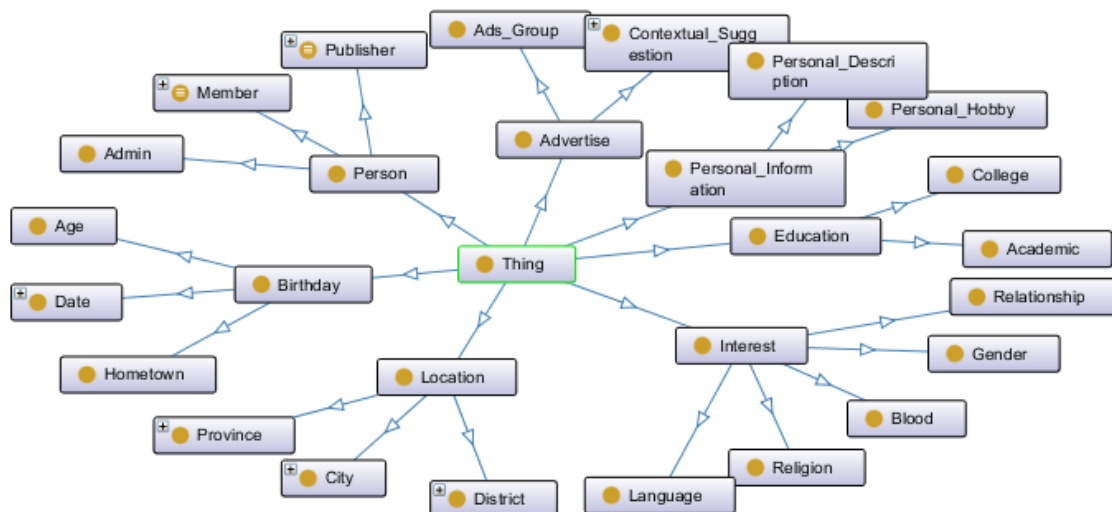 Ads_Group
Contextual_Sugg
estion
Publisher
Personal_Descri
ption
Member
Personal_Hobby
Advertise
Admin
Person
Personal_Inform
ation
College
Age
Education
Academic
Thing
Birthday
Date
Relationship
Interest
Gender
Hometown
Location
Blood
Province
Religion
City
Language
District